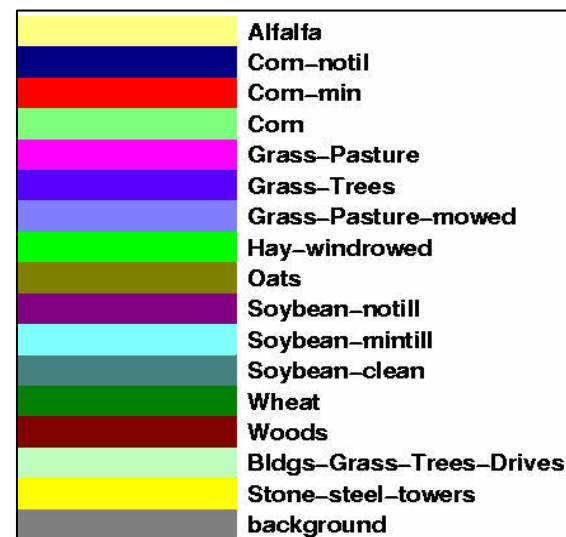 Alfalfa
Corn-notil
Corn-min
Corn
Grass-Pasture
Grass-Trees
Grass-Pasture-mowed
Hay-windrowed
Oats
Soybean-notill
Soybean-mintill
Soybean-clean
Wheat
Woods
Bldgs-Grass-Trees-Drives
Stone-steel-towers
background